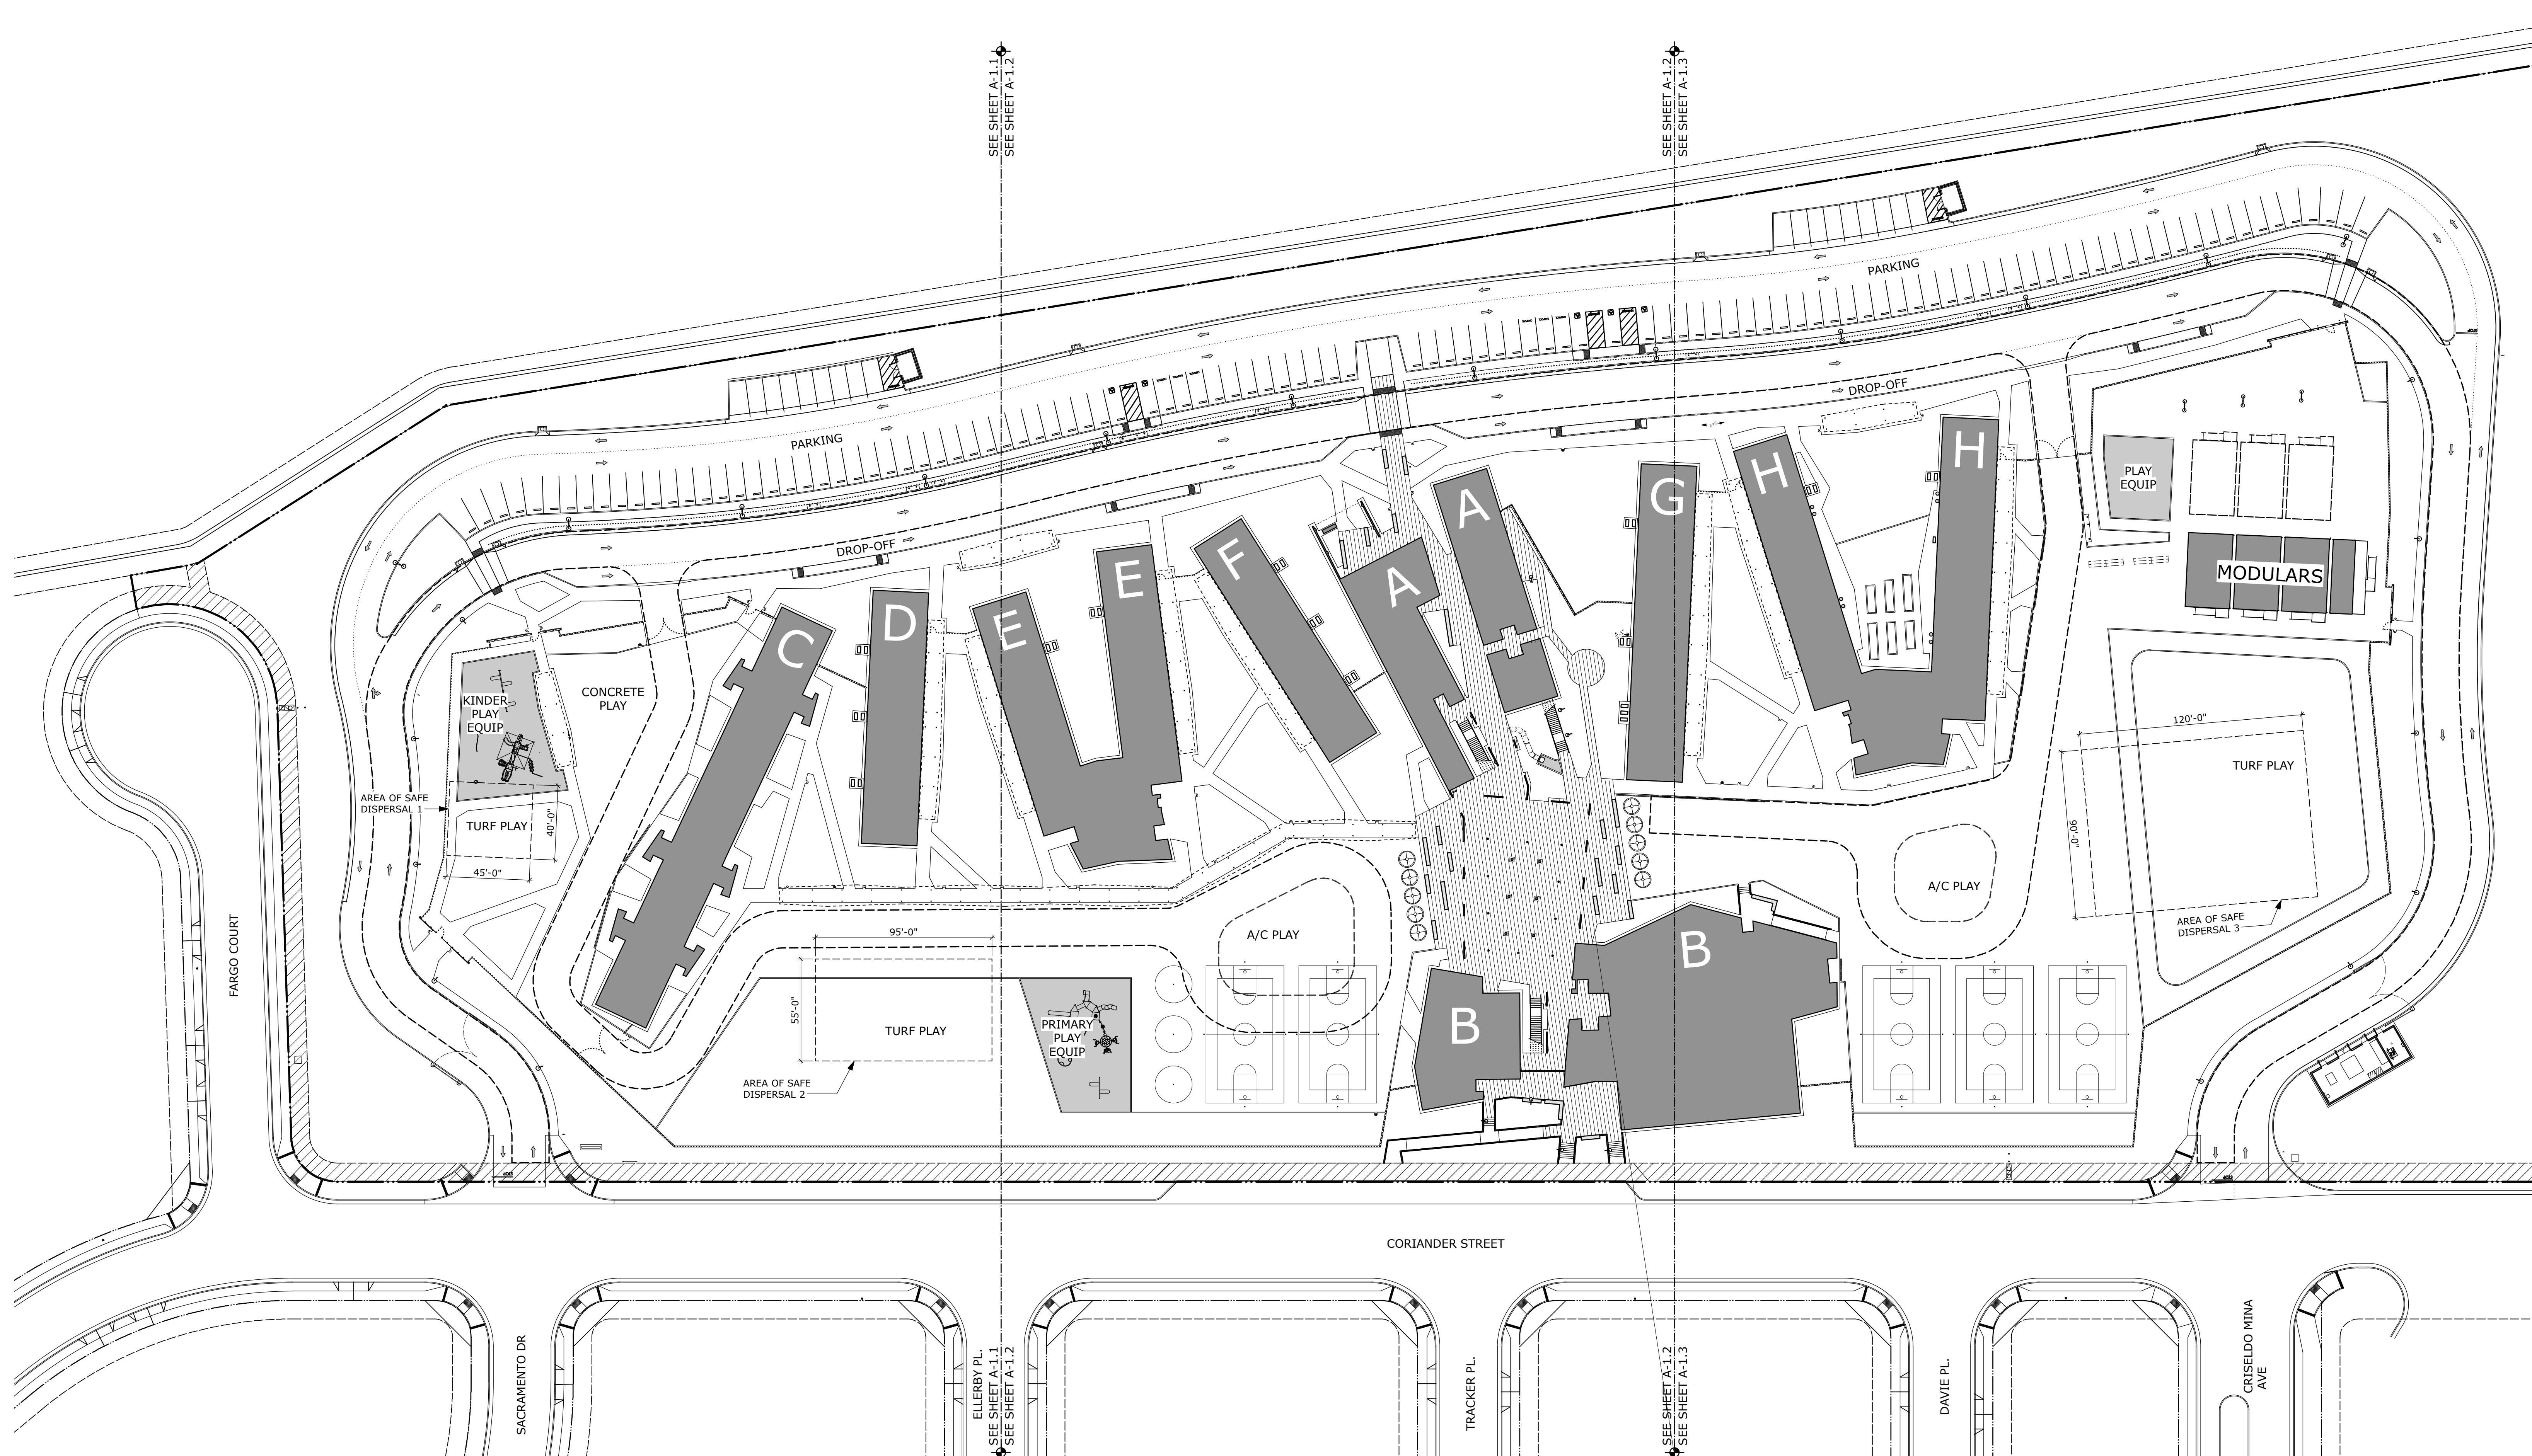 SEE SHEET A-1.1
SEE SHEET A-1.2
SEE SHEET A-1.2
SEE SHEET A-1.3
PARKING
PARKING
DROP-OFF
DROP-OFF
H
H
G
A
A
E
E
F
D
C
PLAY
EQUIP
MODULARS
KINDER
PLAY
EQUIP
CONCRETE
PLAY
AREA OF SAFE
DISPERSAL 1
TURF PLAY
40'-0"
45'-0"
120'-0"
TURF PLAY
90'-0"
AREA OF SAFE
DISPERSAL 3
A/C PLAY
A/C PLAY
95'-0"
55'-0"
TURF PLAY
AREA OF SAFE
DISPERSAL 2
PRIMARY
PLAY
EQUIP
B
B
FARGO COURT
CORIANDER STREET
SACRAMENTO DR
ELLERBY PL.
SEE SHEET A-1.1
SEE SHEET A-1.2
TRACKER PL.
SEE SHEET A-1.2
SEE SHEET A-1.3
DAVIE PL.
CRISELDO MINA
AVE